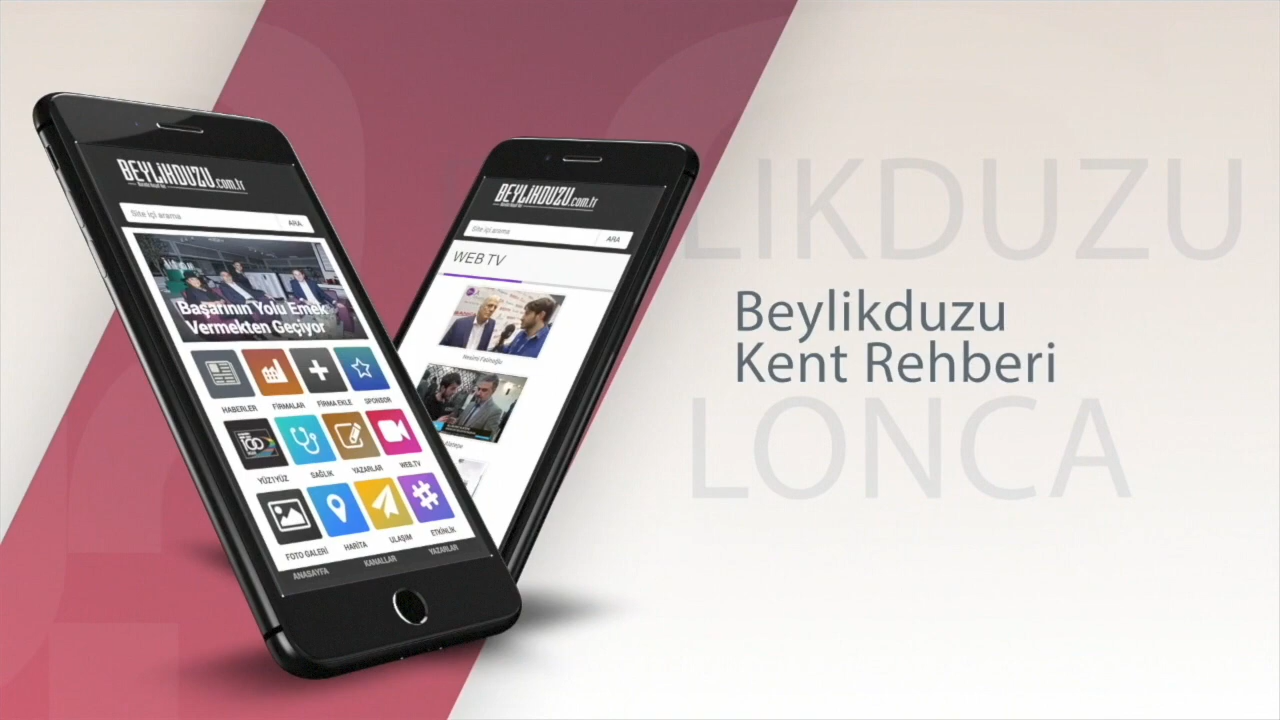 BEYLIKDUZU.com.tr
Site içi arama
ARA
Başarının Yolu Emek
Vermekten Geçiyor
HABERLER
FİRMALAR
FİRMA EKLE
SPONSOR
YÜZ1YÜZ
SAĞLIK
YAZARLAR
WEB.TV
FOTO GALERİ
HARİTA
ULAŞIM
ETKİNLİK
ANASAYFA
KANALLAR
YAZARLAR
BEYLIKDUZU.com.tr
Site içi arama
ARA
WEB TV
LIKDUZU
Beylikduzu
Kent Rehberi
LONCA